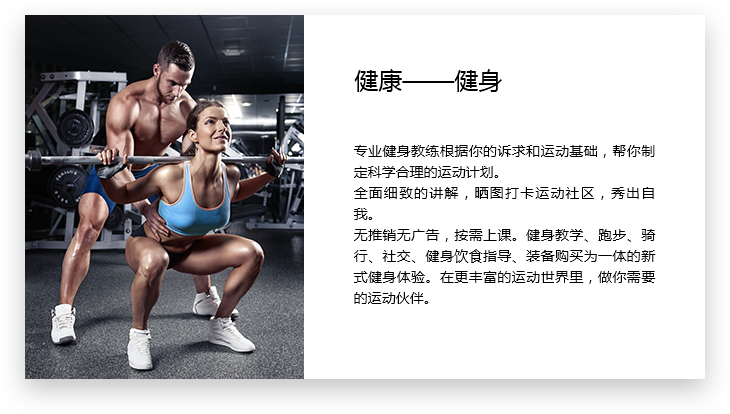 健康——健身
专业健身教练根据你的诉求和运动基础，帮你制
定科学合理的运动计划。
全面细致的讲解，晒图打卡运动社区，秀出自
我。
无推销无广告，按需上课。健身教学、跑步、骑
行、社交、健身饮食指导、装备购买为一体的新
式健身体验。在更丰富的运动世界里，做你需要
的运动伙伴。